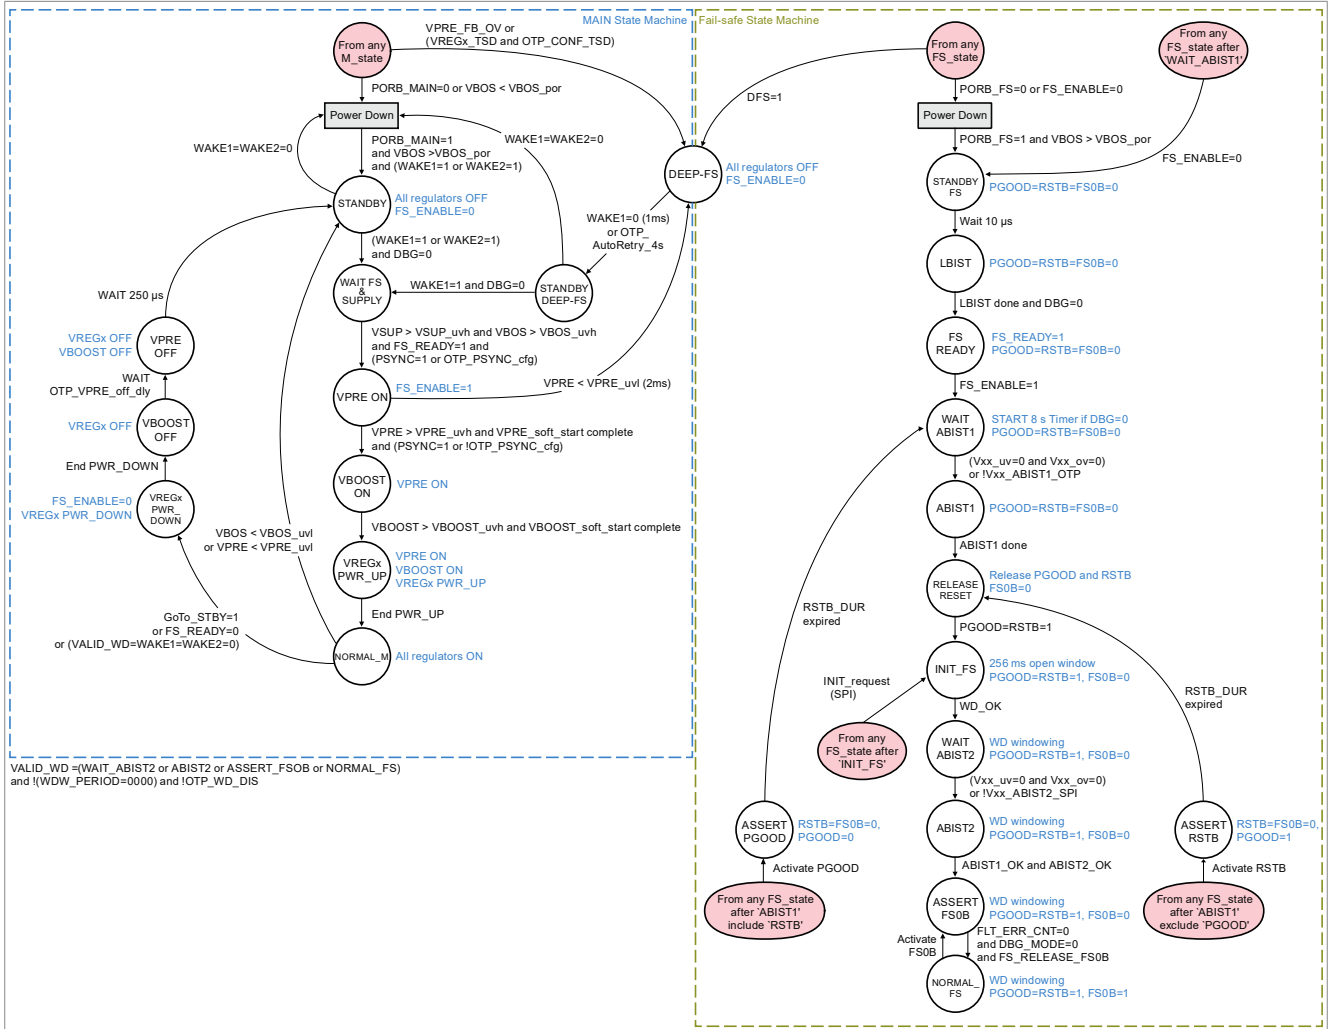 MAIN State Machine
From any
M_state
VPRE_FB_OV or
(VREGx_TSD and OTP_CONF_TSD)
PORB_MAIN=0 or VBOS < VBOS_por
Power Down
WAKE1=WAKE2=0
PORB_MAIN=1
and VBOS >VBOS_por
and (WAKE1=1 or WAKE2=1)
WAKE1=WAKE2=0
STANDBY
All regulators OFF
FS_ENABLE=0
(WAKE1=1 or WAKE2=1)
and DBG=0
WAIT FS
&
SUPPLY
WAKE1=1 and DBG=0
STANDBY
DEEP-FS
WAKE1=0 (1ms)
or OTP_
AutoRetry_4s
DEEP-FS
All regulators OFF
FS_ENABLE=0
DFS=1
VSUP > VSUP_uvh and VBOS > VBOS_uvh
and FS_READY=1 and
(PSYNC=1 or OTP_PSYNC_cfg)
VPRE ON
FS_ENABLE=1
VPRE < VPRE_uvl (2ms)
VPRE > VPRE_uvh and VPRE_soft_start complete
and (PSYNC=1 or !OTP_PSYNC_cfg)
VBOOST
ON
VPRE ON
VBOOST > VBOOST_uvh and VBOOST_soft_start complete
VREGx
PWR_UP
VPRE ON
VBOOST ON
VREGx PWR_UP
End PWR_UP
NORMAL_M
All regulators ON
VBOS < VBOS_uvl
or VPRE < VPRE_uvl
GoTo_STBY=1
or FS_READY=0
or (VALID_WD=WAKE1=WAKE2=0)
FS_ENABLE=0
VREGx PWR_DOWN
VREGx
PWR_
DOWN
End PWR_DOWN
VREGx OFF
VBOOST
OFF
WAIT
OTP_VPRE_off_dly
VREGx OFF
VBOOST OFF
VPRE
OFF
WAIT 250 µs
VALID_WD =(WAIT_ABIST2 or ABIST2 or ASSERT_FSOB or NORMAL_FS)
and !(WDW_PERIOD=0000) and !OTP_WD_DIS
Fail-safe State Machine
From any
FS_state
From any
FS_state after
`WAIT_ABIST1'
PORB_FS=0 or FS_ENABLE=0
Power Down
PORB_FS=1 and VBOS > VBOS_por
FS_ENABLE=0
STANDBY
FS
PGOOD=RSTB=FS0B=0
Wait 10 µs
LBIST
PGOOD=RSTB=FS0B=0
LBIST done and DBG=0
FS
READY
FS_READY=1
PGOOD=RSTB=FS0B=0
FS_ENABLE=1
WAIT
ABIST1
START 8 s Timer if DBG=0
PGOOD=RSTB=FS0B=0
(Vxx_uv=0 and Vxx_ov=0)
or !Vxx_ABIST1_OTP
ABIST1
PGOOD=RSTB=FS0B=0
ABIST1 done
RELEASE
RESET
Release PGOOD and RSTB
FS0B=0
PGOOD=RSTB=1
INIT_FS
256 ms open window
PGOOD=RSTB=1, FS0B=0
INIT_request
(SPI)
From any
FS_state after
`INIT_FS'
WD_OK
WAIT
ABIST2
WD windowing
PGOOD=RSTB=1, FS0B=0
(Vxx_uv=0 and Vxx_ov=0)
or !Vxx_ABIST2_SPI
ABIST2
WD windowing
PGOOD=RSTB=1, FS0B=0
ABIST1_OK and ABIST2_OK
ASSERT
FS0B
WD windowing
PGOOD=RSTB=1, FS0B=0
Activate
FS0B
FLT_ERR_CNT=0
and DBG_MODE=0
and FS_RELEASE_FS0B
NORMAL_
FS
WD windowing
PGOOD=RSTB=1, FS0B=1
RSTB_DUR
expired
ASSERT
PGOOD
RSTB=FS0B=0,
PGOOD=0
Activate PGOOD
From any FS_state
after `ABIST1'
include `RSTB'
RSTB_DUR
expired
ASSERT
RSTB
RSTB=FS0B=0,
PGOOD=1
Activate RSTB
From any FS_state
after `ABIST1'
exclude `PGOOD'